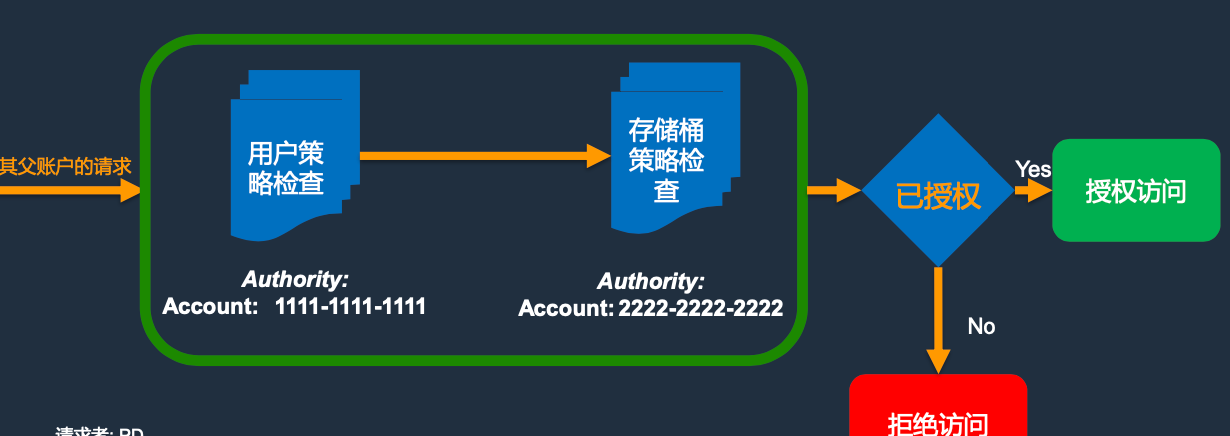 其父账户的请求
用户策
略检查
存储桶
策略检
查
已授权
Yes
授权访问
Authority:
Account: 1111-1111-1111
Authority:
Account: 2222-2222-2222
No
拒绝访问
请求者: